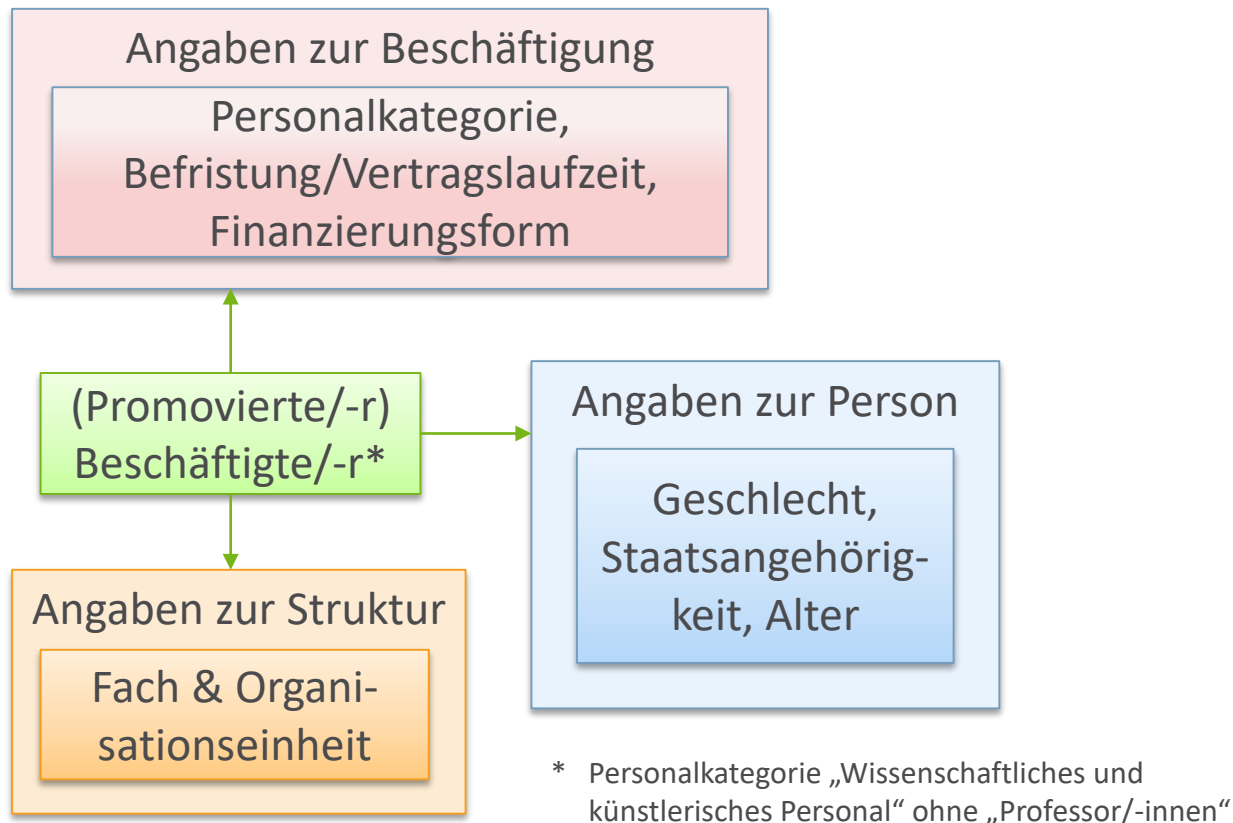 Angaben zur Beschäftigung
Personalkategorie,
Befristung/Vertragslaufzeit,
Finanzierungsform
(Promovierte/-r)
Beschäftigte/-r*
Angaben zur Person
Geschlecht,
Staatsangehörig-
keit, Alter
Angaben zur Struktur
Fach & Organi-
sationseinheit
* Personalkategorie „Wissenschaftliches und
künstlerisches Personal“ ohne „Professor/-innen“